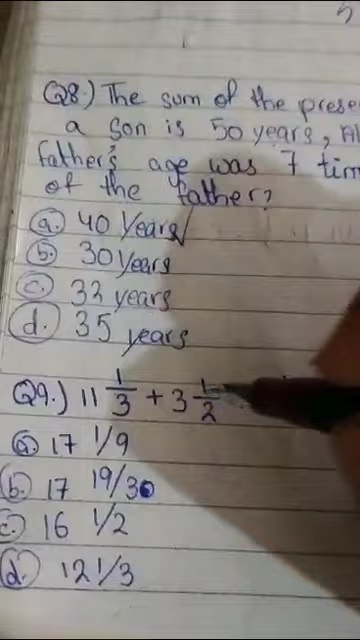 Q8.) The sum of the prese
a son is 50 years, Al
father's age was 7 tim
of the father?
a. 40 Years
b. 30 years
c. 33 years
d. 35 years
Q9.) 11 1/3 + 3 1/2
a. 17 1/9
b. 17 19/30
c. 16 1/2
d. 12 1/3